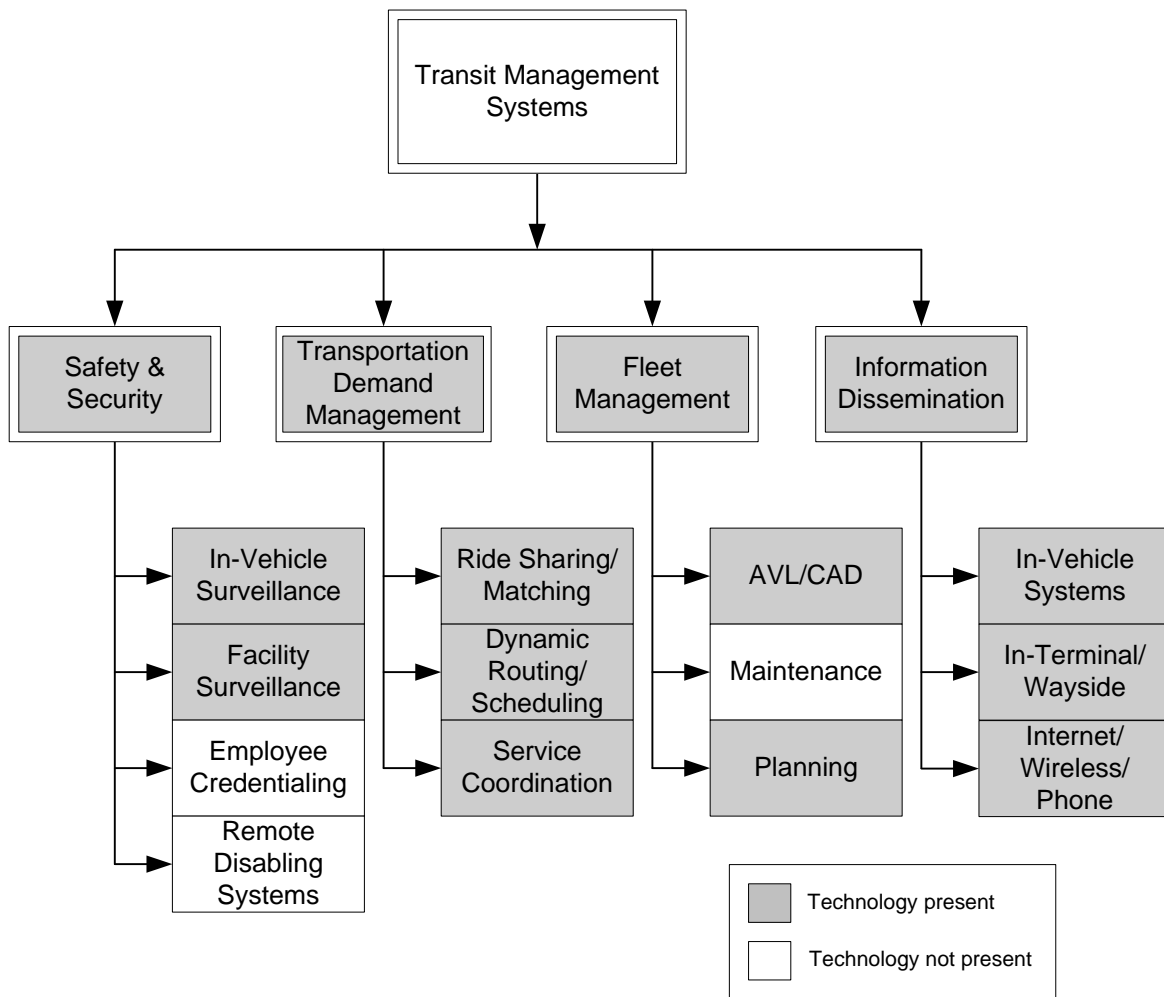 Transit Management
Systems
Safety &
Security
Transportation
Demand
Management
Fleet
Management
Information
Dissemination
In-Vehicle
Surveillance
Facility
Surveillance
Employee
Credentialing
Remote
Disabling
Systems
Ride Sharing/
Matching
Dynamic
Routing/
Scheduling
Service
Coordination
AVL/CAD
Maintenance
Planning
In-Vehicle
Systems
In-Terminal/
Wayside
Internet/
Wireless/
Phone
Technology present
Technology not present